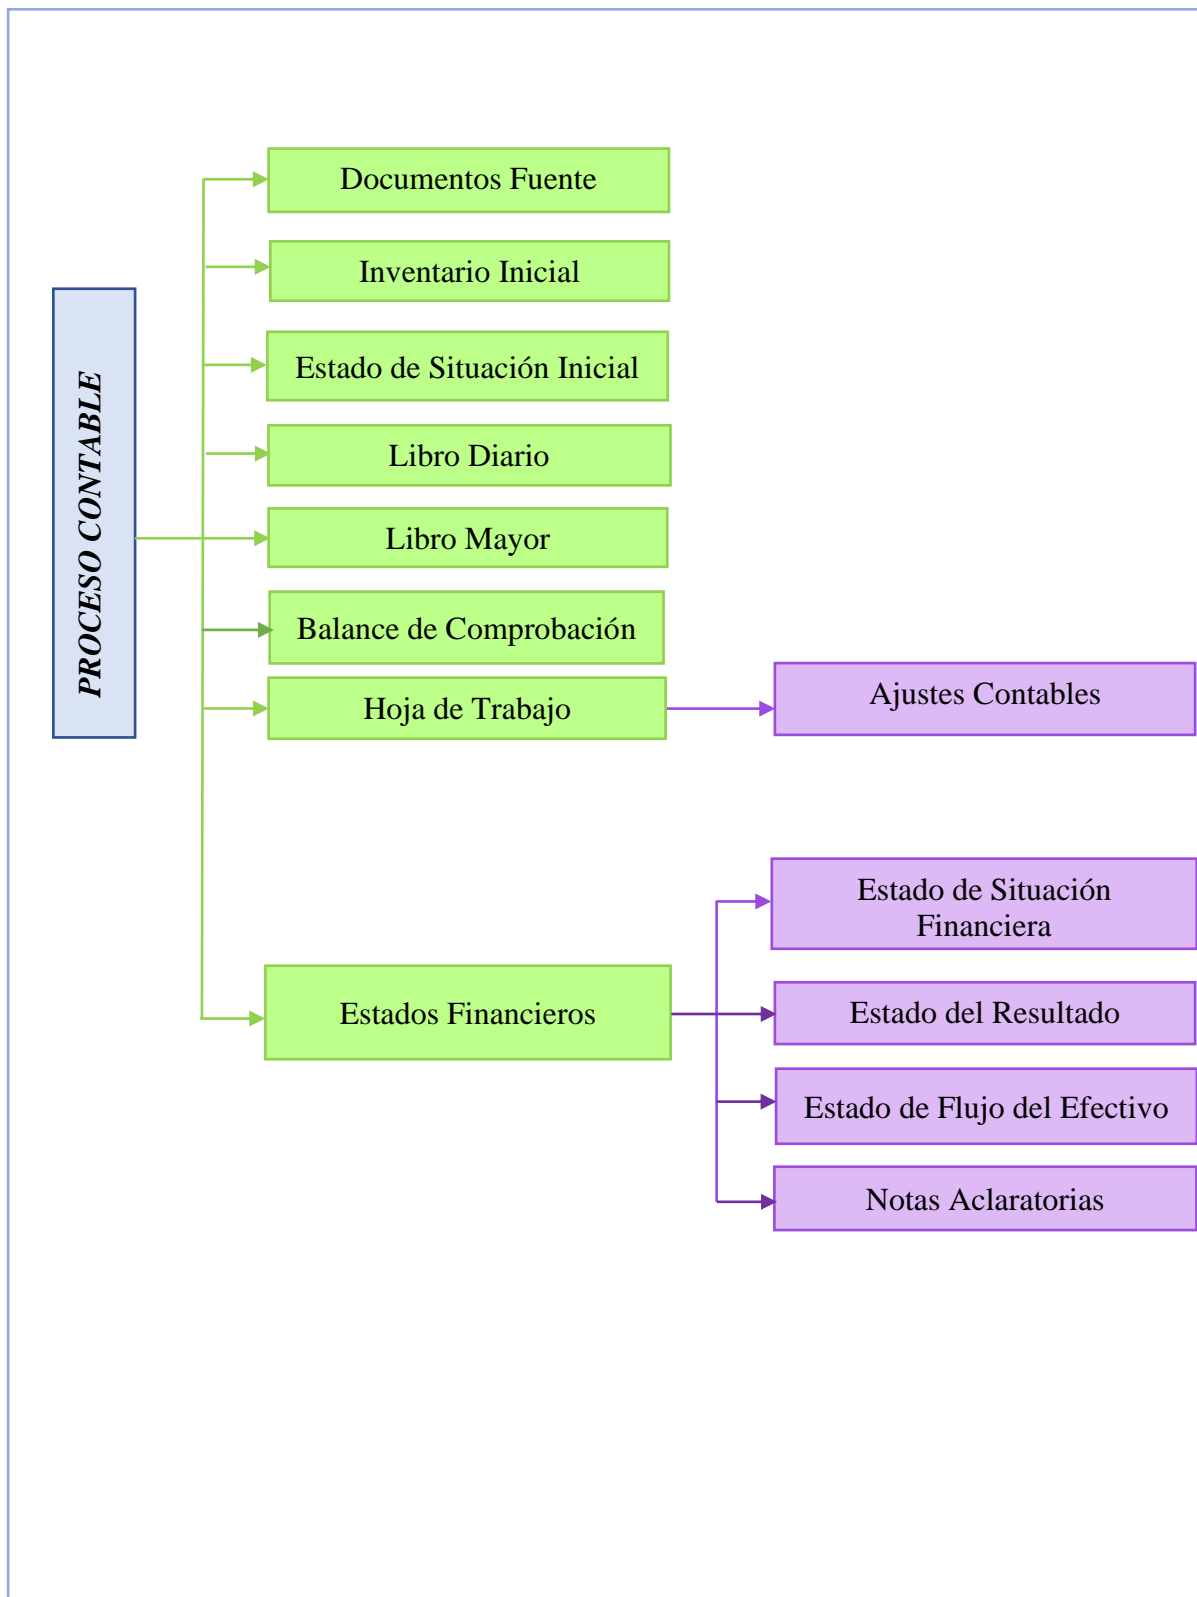 PROCESO CONTABLE
Documentos Fuente
Inventario Inicial
Estado de Situación Inicial
Libro Diario
Libro Mayor
Balance de Comprobación
Hoja de Trabajo
Ajustes Contables
Estados Financieros
Estado de Situación
Financiera
Estado del Resultado
Estado de Flujo del Efectivo
Notas Aclaratorias